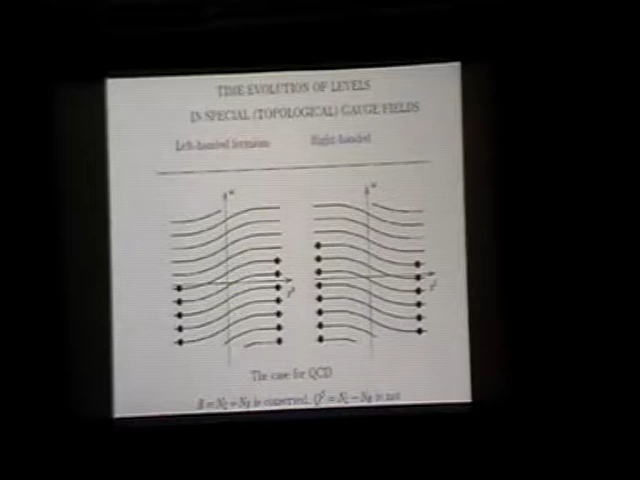 TIME EVOLUTION OF LEVELS
IN SPECIAL (TOPOLOGICAL) GAUGE FIELDS
Left-handed fermions Right-handed
The case for QCD
B = N_L + N_R is conserved, Q^5 = N_L − N_R is not